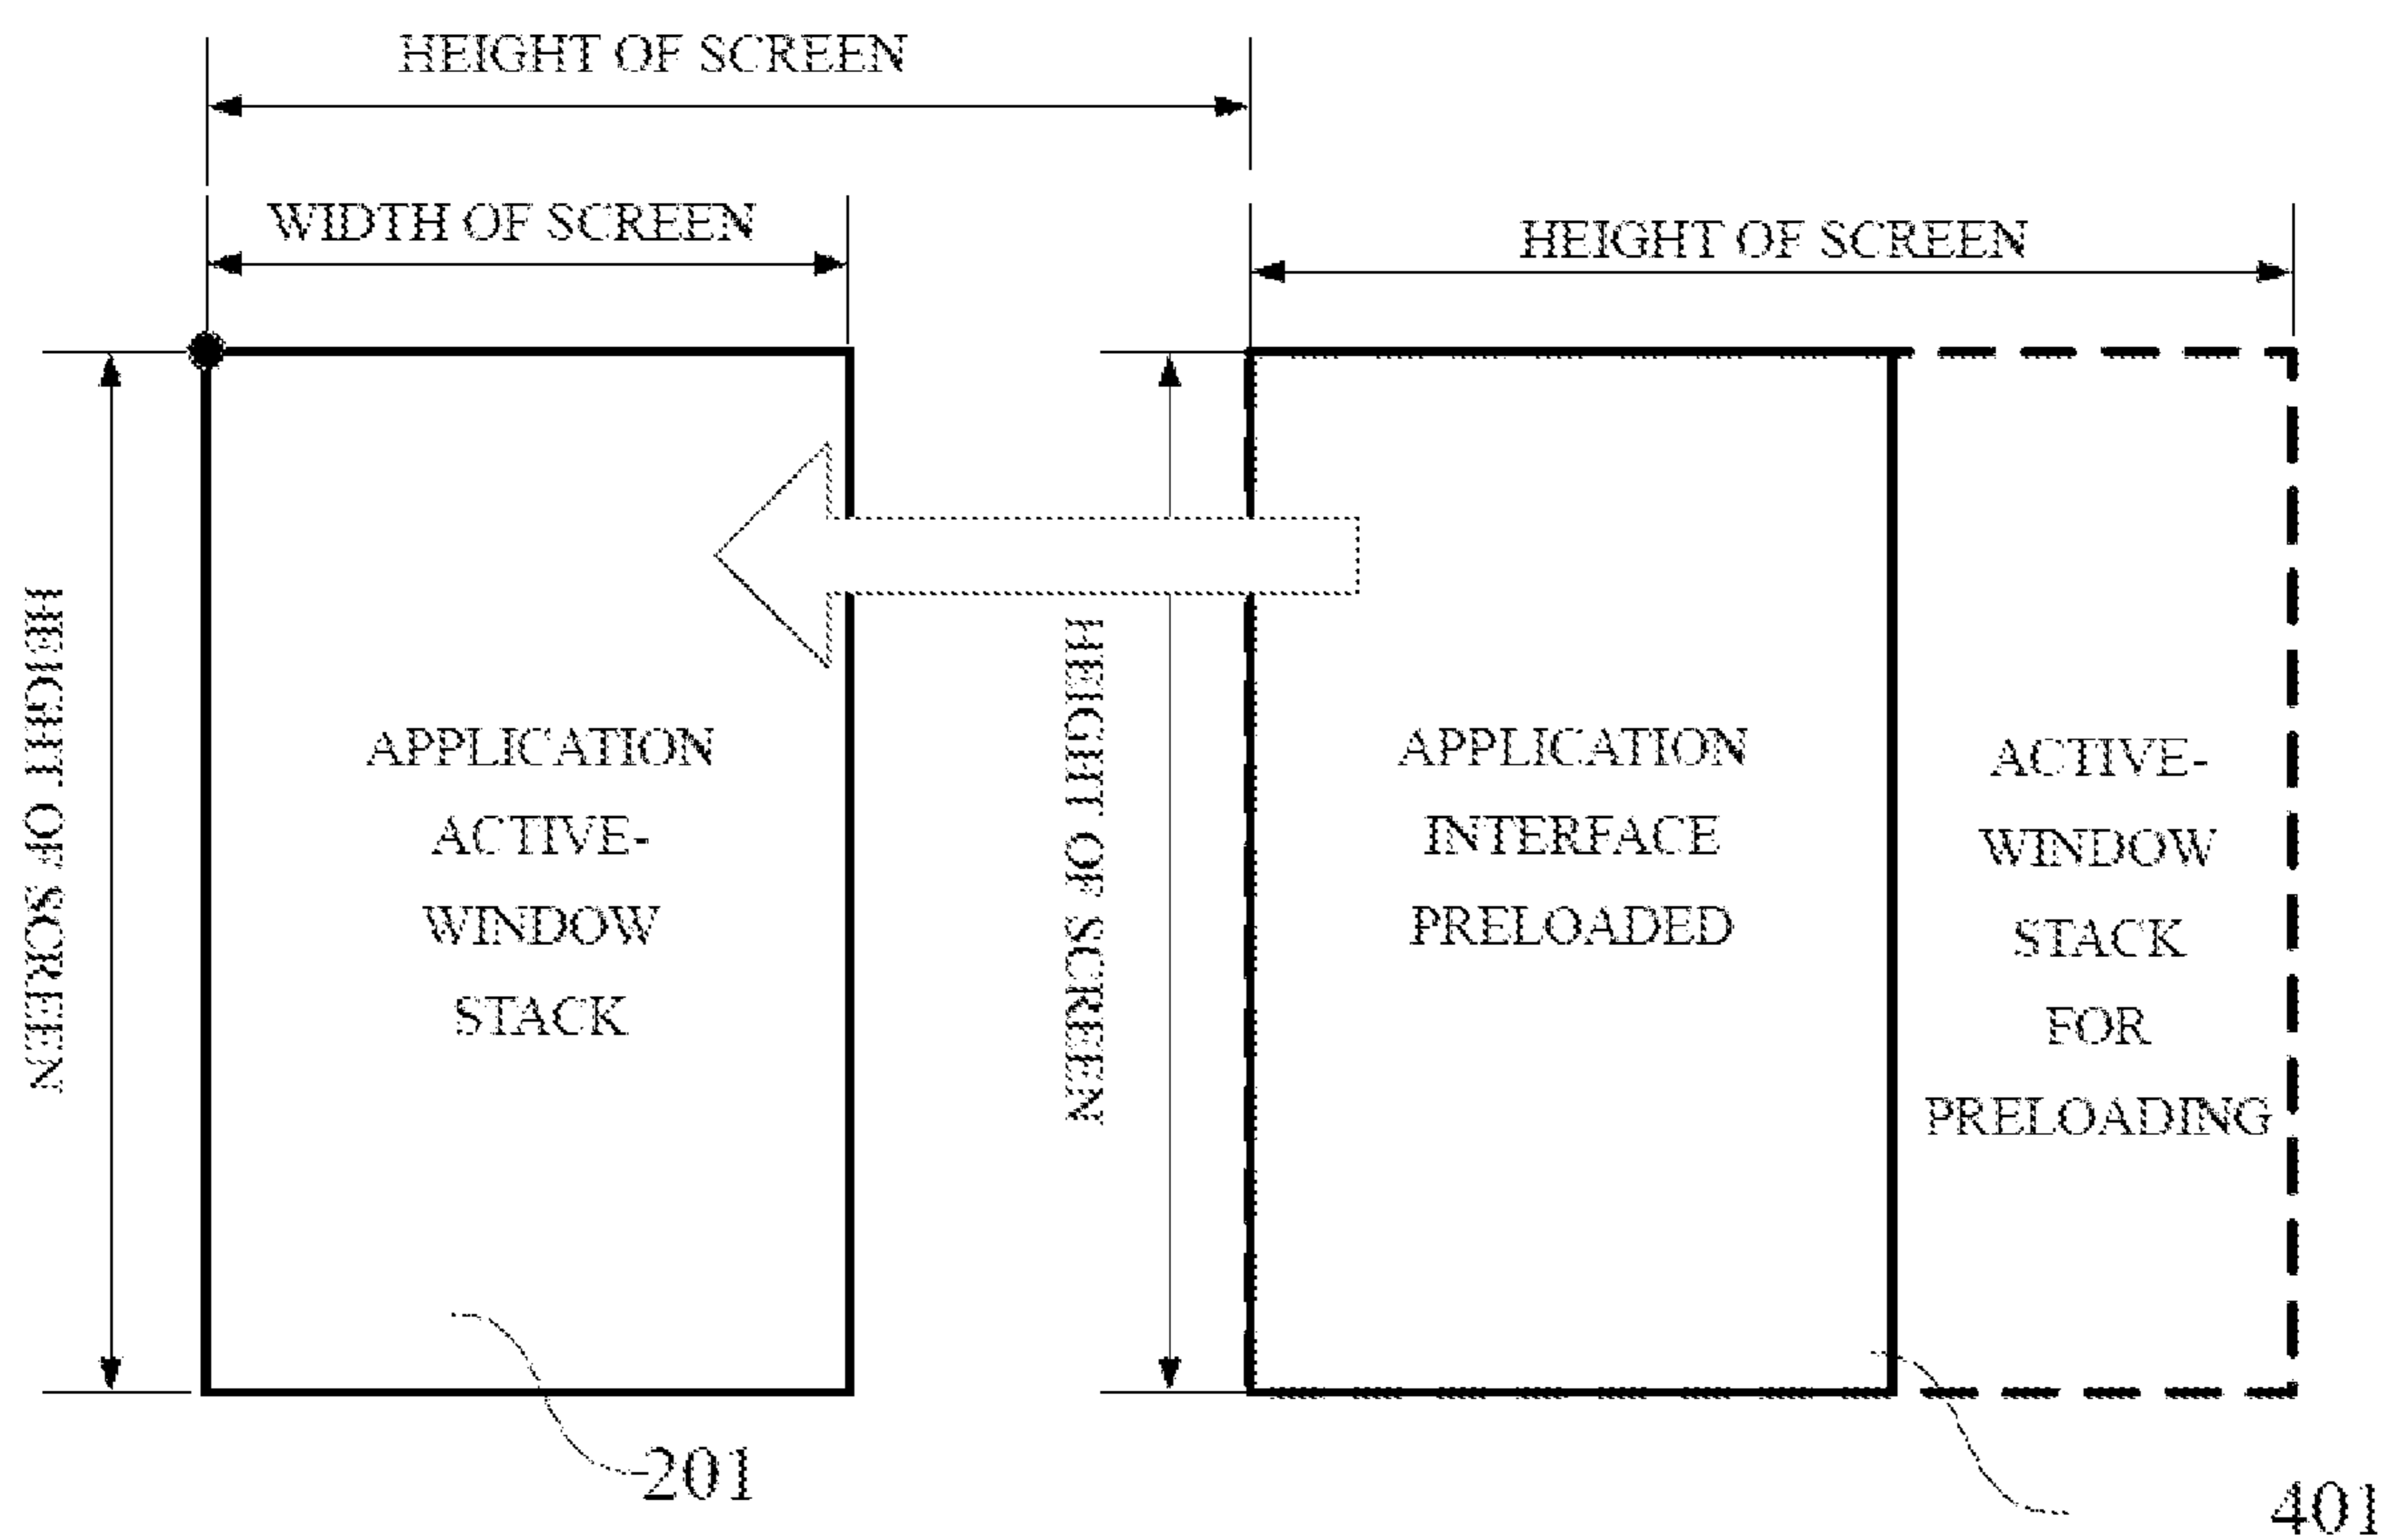 HEIGHT OF SCREEN
WIDTH OF SCREEN
HEIGHT OF SCREEN
HEIGHT OF SCREEN
APPLICATION
ACTIVE-
WINDOW
STACK
HEIGHT OF SCREEN
APPLICATION
INTERFACE
PRELOADED
ACTIVE-
WINDOW
STACK
FOR
PRELOADING
201
401